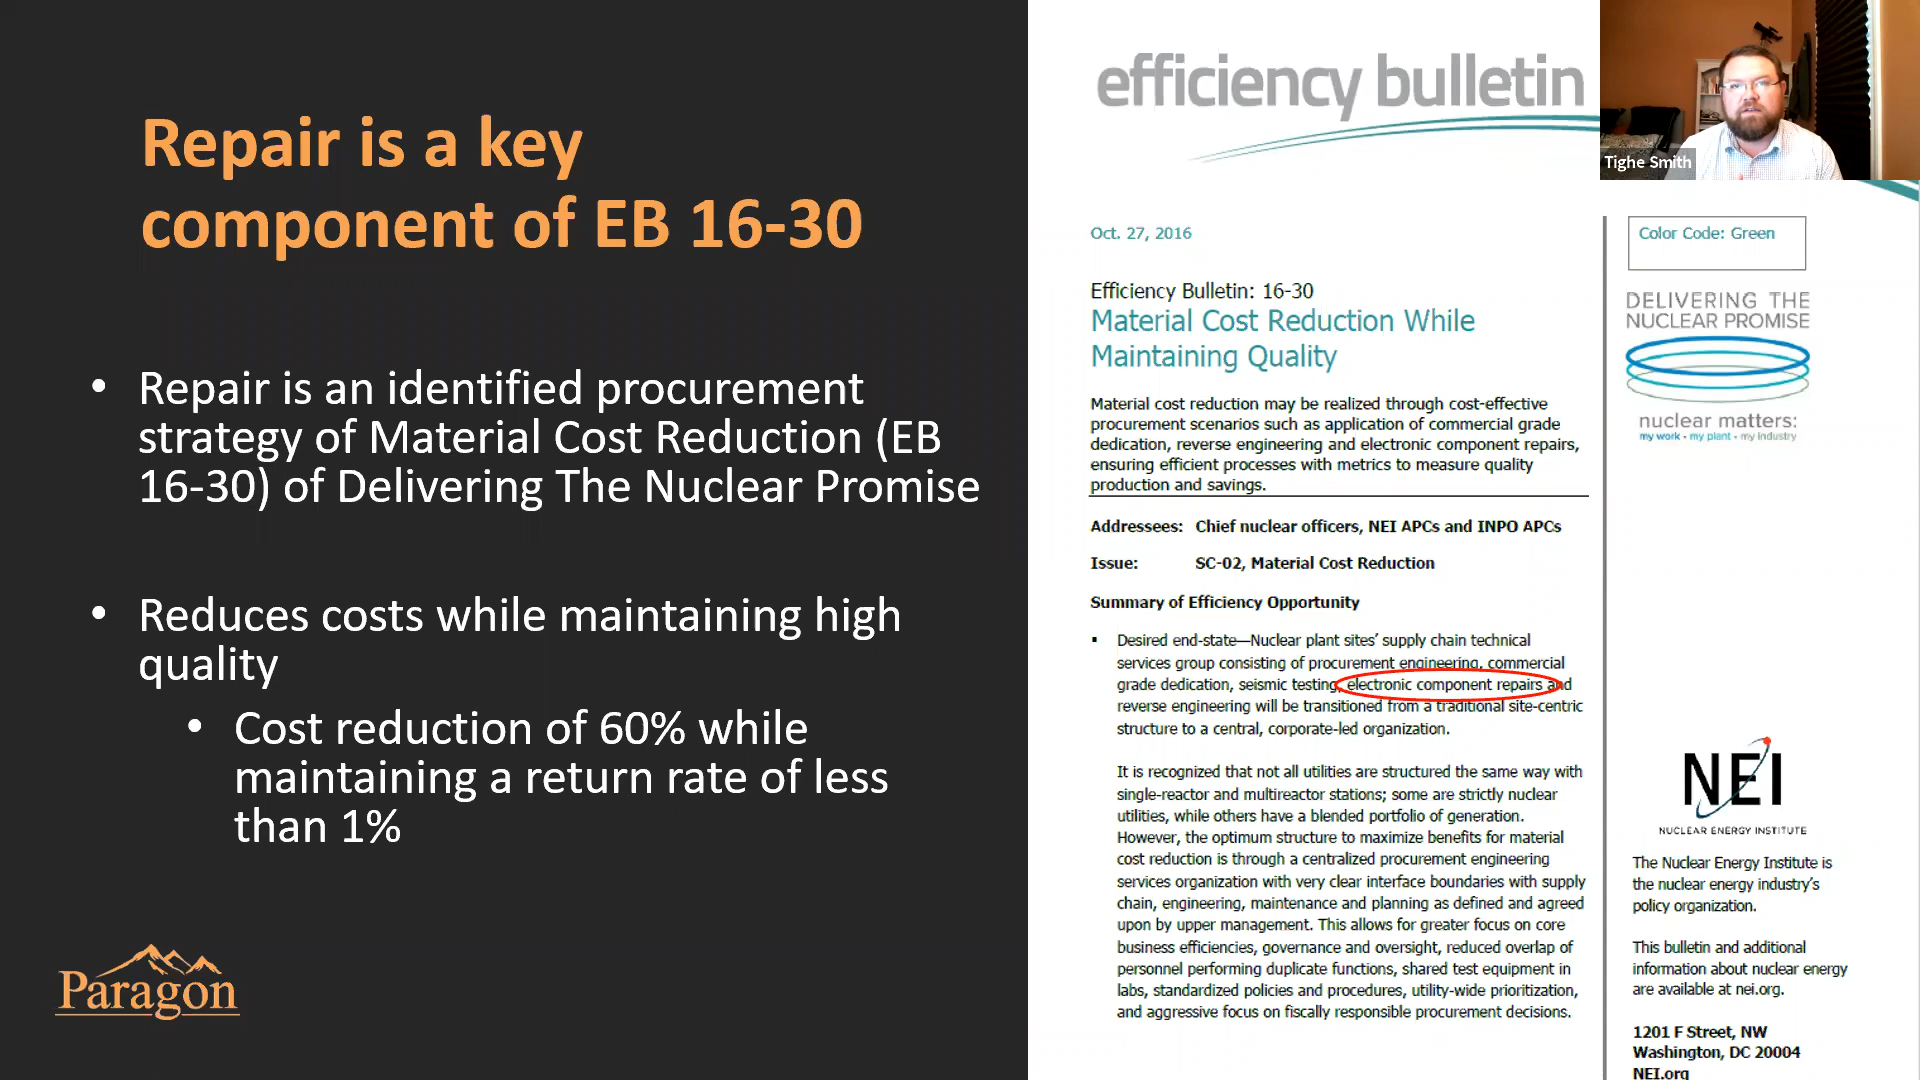 Repair is a key
component of EB 16-30
• Repair is an identified procurement
strategy of Material Cost Reduction (EB
16-30) of Delivering The Nuclear Promise
• Reduces costs while maintaining high
quality
• Cost reduction of 60% while
maintaining a return rate of less
than 1%
Paragon
efficiency bulletin
Tighe Smith
Oct. 27, 2016
Efficiency Bulletin: 16-30
Material Cost Reduction While
Maintaining Quality
Material cost reduction may be realized through cost-effective
procurement scenarios such as application of commercial grade
dedication, reverse engineering and electronic component repairs,
ensuring efficient processes with metrics to measure quality
production and savings.
Addressees: Chief nuclear officers, NEI APCs and INPO APCs
Issue: SC-02, Material Cost Reduction
Summary of Efficiency Opportunity
▪ Desired end-state—Nuclear plant sites’ supply chain technical
services group consisting of procurement engineering, commercial
grade dedication, seismic testing, electronic component repairs and
reverse engineering will be transitioned from a traditional site-centric
structure to a central, corporate-led organization.
It is recognized that not all utilities are structured the same way with
single-reactor and multireactor stations; some are strictly nuclear
utilities, while others have a blended portfolio of generation.
However, the optimum structure to maximize benefits for material
cost reduction is through a centralized procurement engineering
services organization with very clear interface boundaries with supply
chain, engineering, maintenance and planning as defined and agreed
upon by upper management. This allows for greater focus on core
business efficiencies, governance and oversight, reduced overlap of
personnel performing duplicate functions, shared test equipment in
labs, standardized policies and procedures, utility-wide prioritization,
and aggressive focus on fiscally responsible procurement decisions.
Color Code: Green
DELIVERING THE
NUCLEAR PROMISE
nuclear matters:
my work • my plant • my industry
NEI
NUCLEAR ENERGY INSTITUTE
The Nuclear Energy Institute is
the nuclear energy industry’s
policy organization.
This bulletin and additional
information about nuclear energy
are available at nei.org.
1201 F Street, NW
Washington, DC 20004
NEI.org